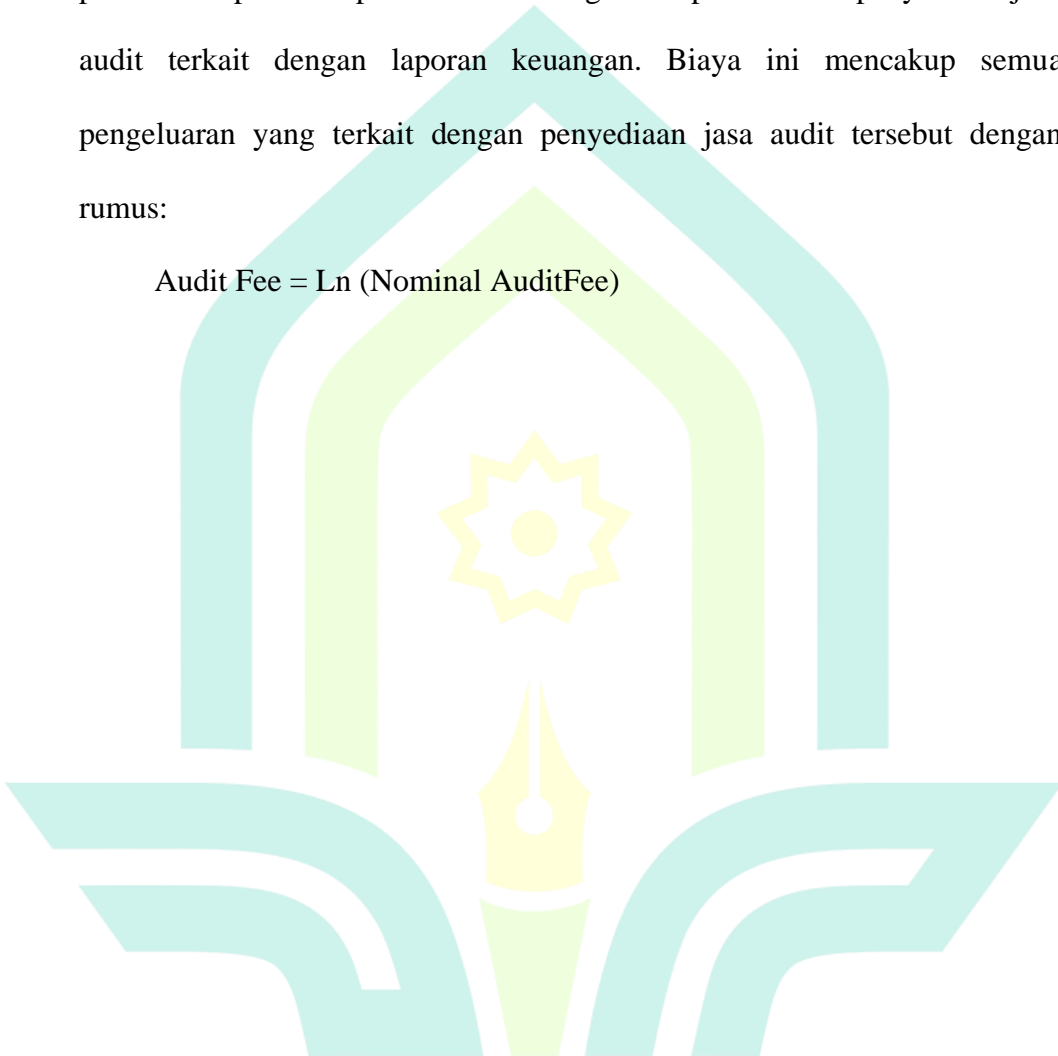 audit terkait dengan laporan keuangan. Biaya ini mencakup semua
pengeluaran yang terkait dengan penyediaan jasa audit tersebut dengan
rumus:
Audit Fee = Ln (Nominal AuditFee)